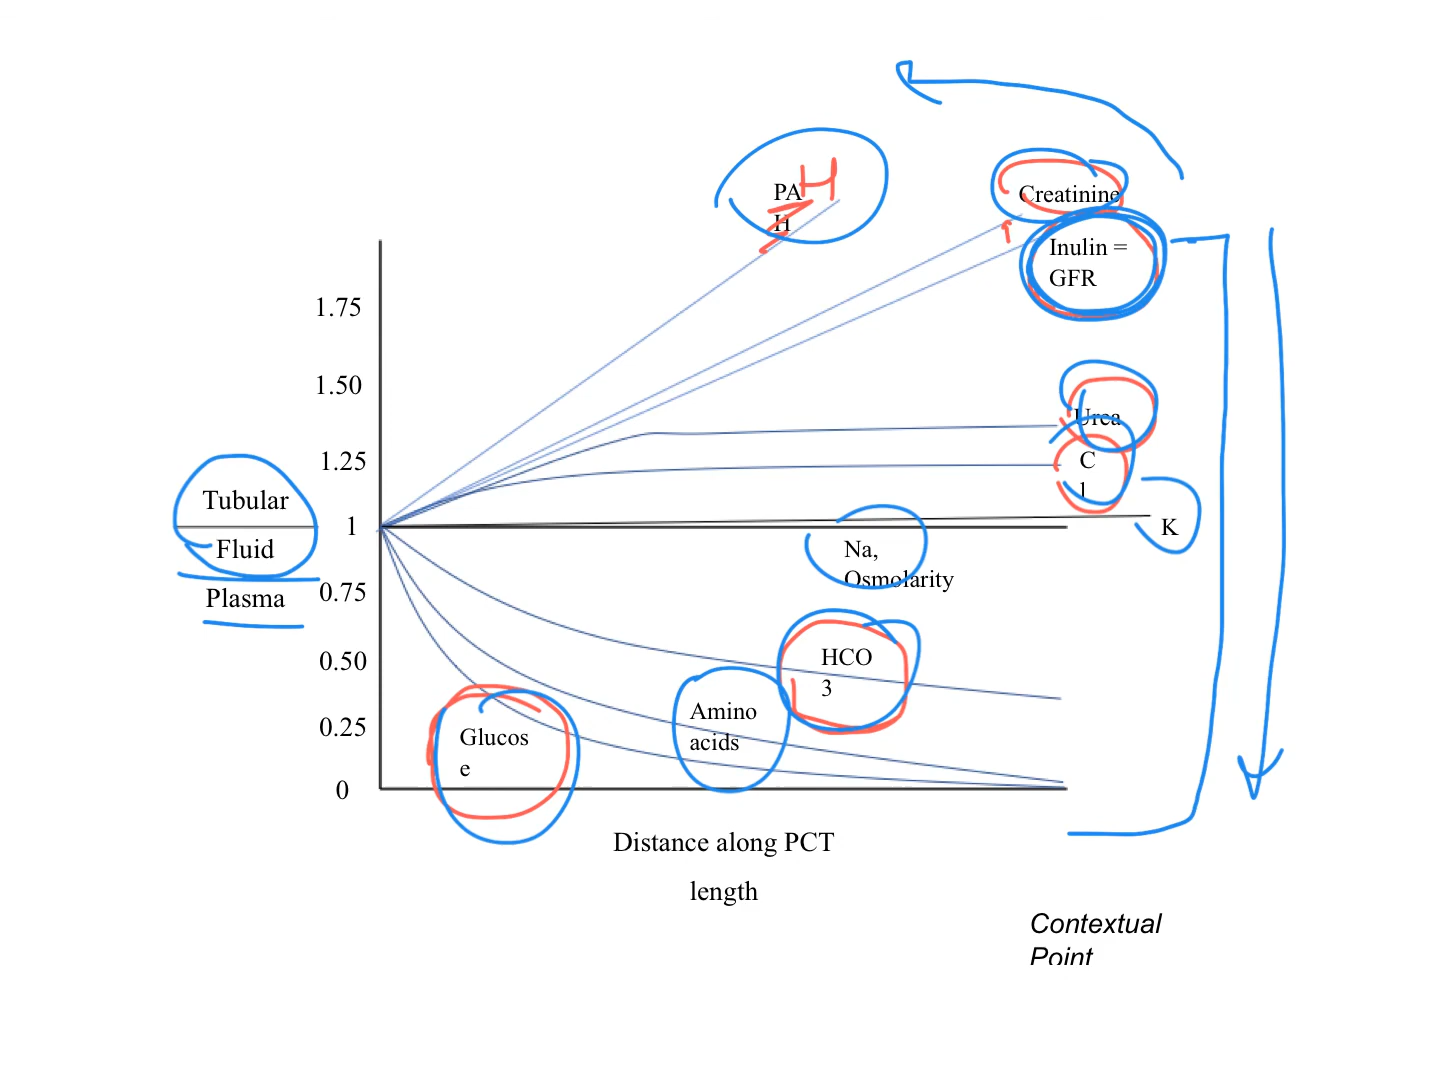 PA
H
H
Creatinine
Inulin =
GFR
1.75
1.50
Urea
1.25
C
l
Tubular
Fluid
Plasma
1
K
Na,
Osmolarity
0.75
0.50
HCO
3
Amino
acids
0.25
Glucos
e
0
Distance along PCT
length
Contextual
Point